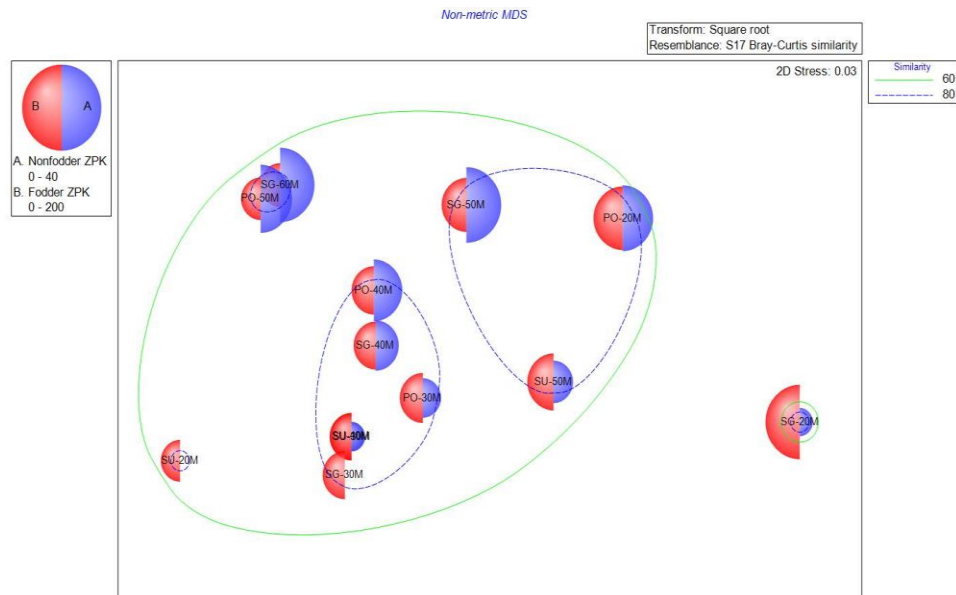 Non-metric MDS
Transform: Square root
Resemblance: S17 Bray-Curtis similarity
2D Stress: 0.03
Similarity
60
80
B
A
A. Nonfodder ZPK
0 - 40
B. Fodder ZPK
0 - 200
SG-60M
PO-50M
SG-50M
PO-20M
PO-40M
SG-40M
SU-50M
PO-30M
SG-20M
SU-20M
SG-30M